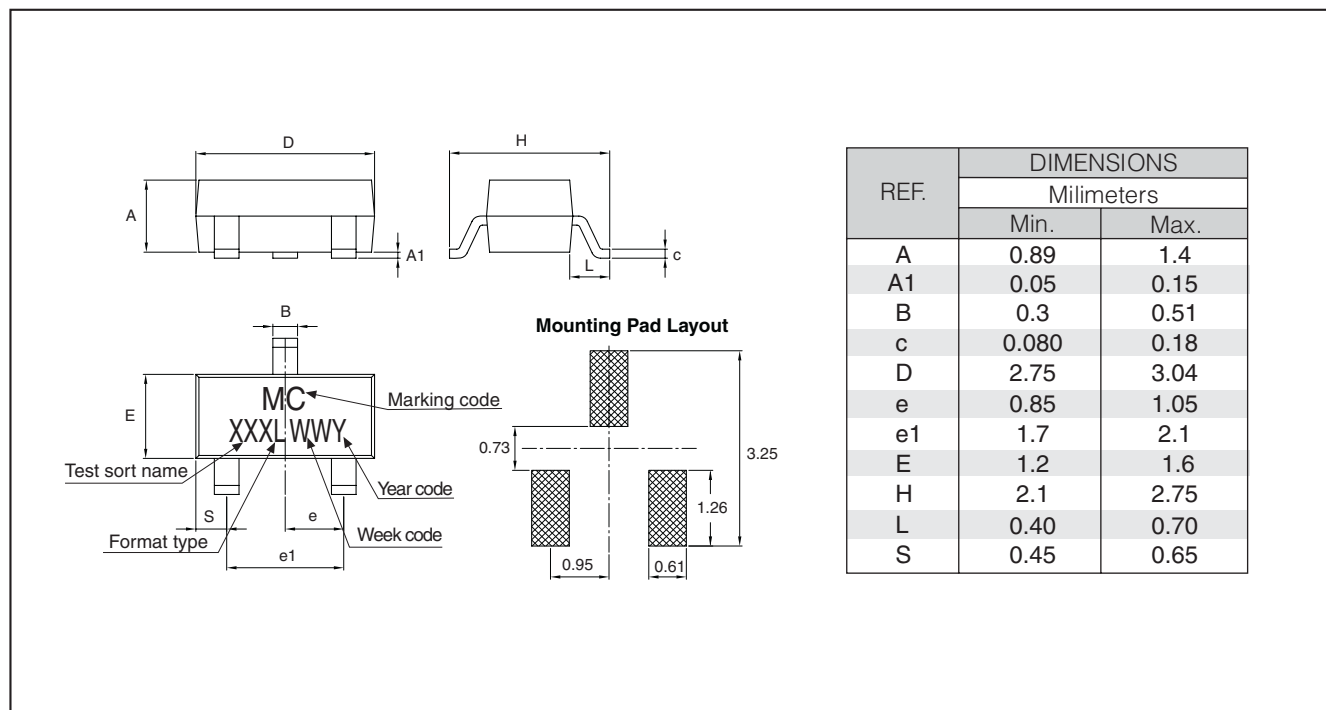 D
A
A1
H
L
c
B
E
MC
XXXL WWY
Marking code
Test sort name
Year code
Format type
Week code
S
e
e1
Mounting Pad Layout
0.73
3.25
1.26
0.95
0.61
REF. DIMENSIONS
Milimeters
Min. Max.
A 0.89 1.4
A1 0.05 0.15
B 0.3 0.51
c 0.080 0.18
D 2.75 3.04
e 0.85 1.05
e1 1.7 2.1
E 1.2 1.6
H 2.1 2.75
L 0.40 0.70
S 0.45 0.65